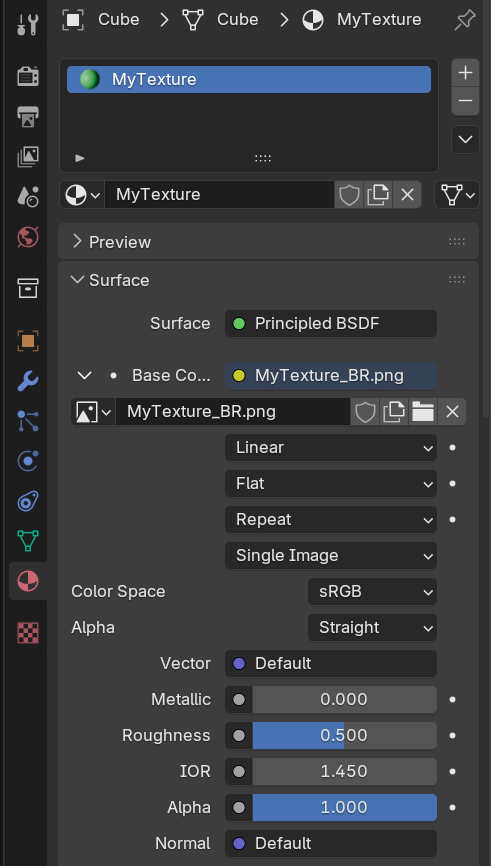 Cube > Cube > MyTexture
MyTexture
MyTexture
Preview
Surface
Surface Principled BSDF
Base Co... MyTexture_BR.png
MyTexture_BR.png
Linear
Flat
Repeat
Single Image
Color Space sRGB
Alpha Straight
Vector Default
Metallic 0.000
Roughness 0.500
IOR 1.450
Alpha 1.000
Normal Default